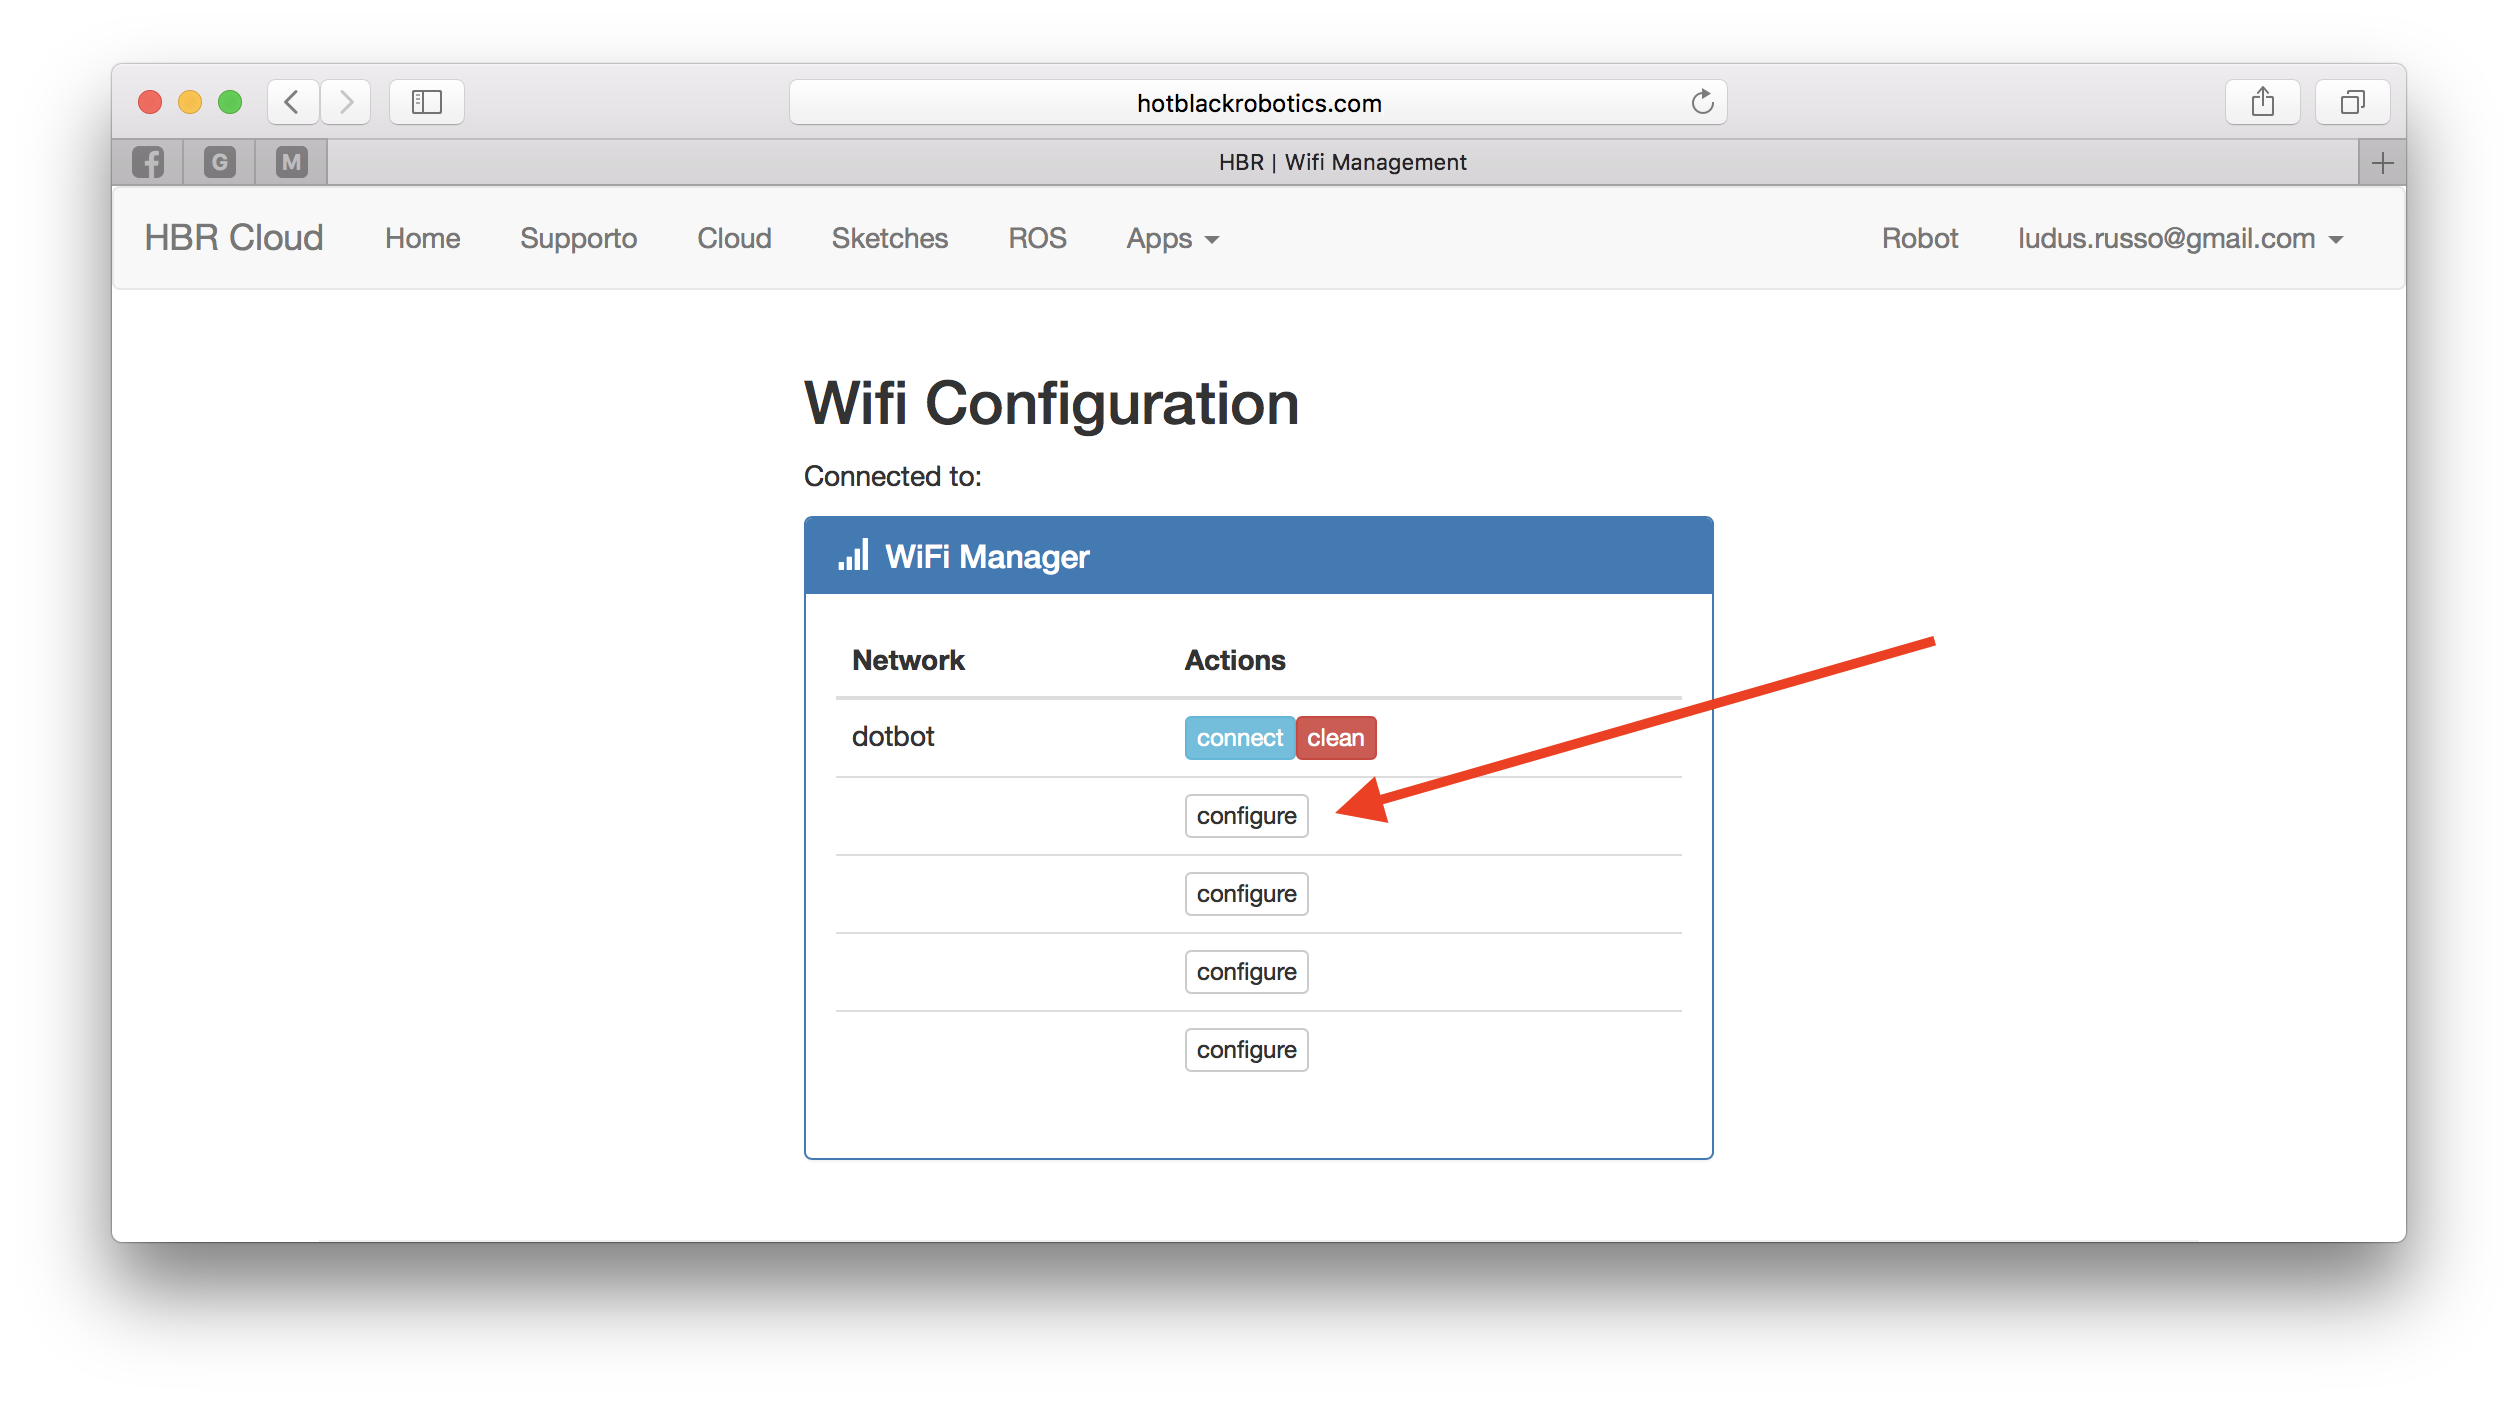 hotblackrobotics.com
G M HBR | Wifi Management
HBR Cloud Home Supporto Cloud Sketches ROS Apps Robot ludus.russo@gmail.com
Wifi Configuration
Connected to:
WiFi Manager
Network Actions
dotbot connect clean
configure
configure
configure
configure